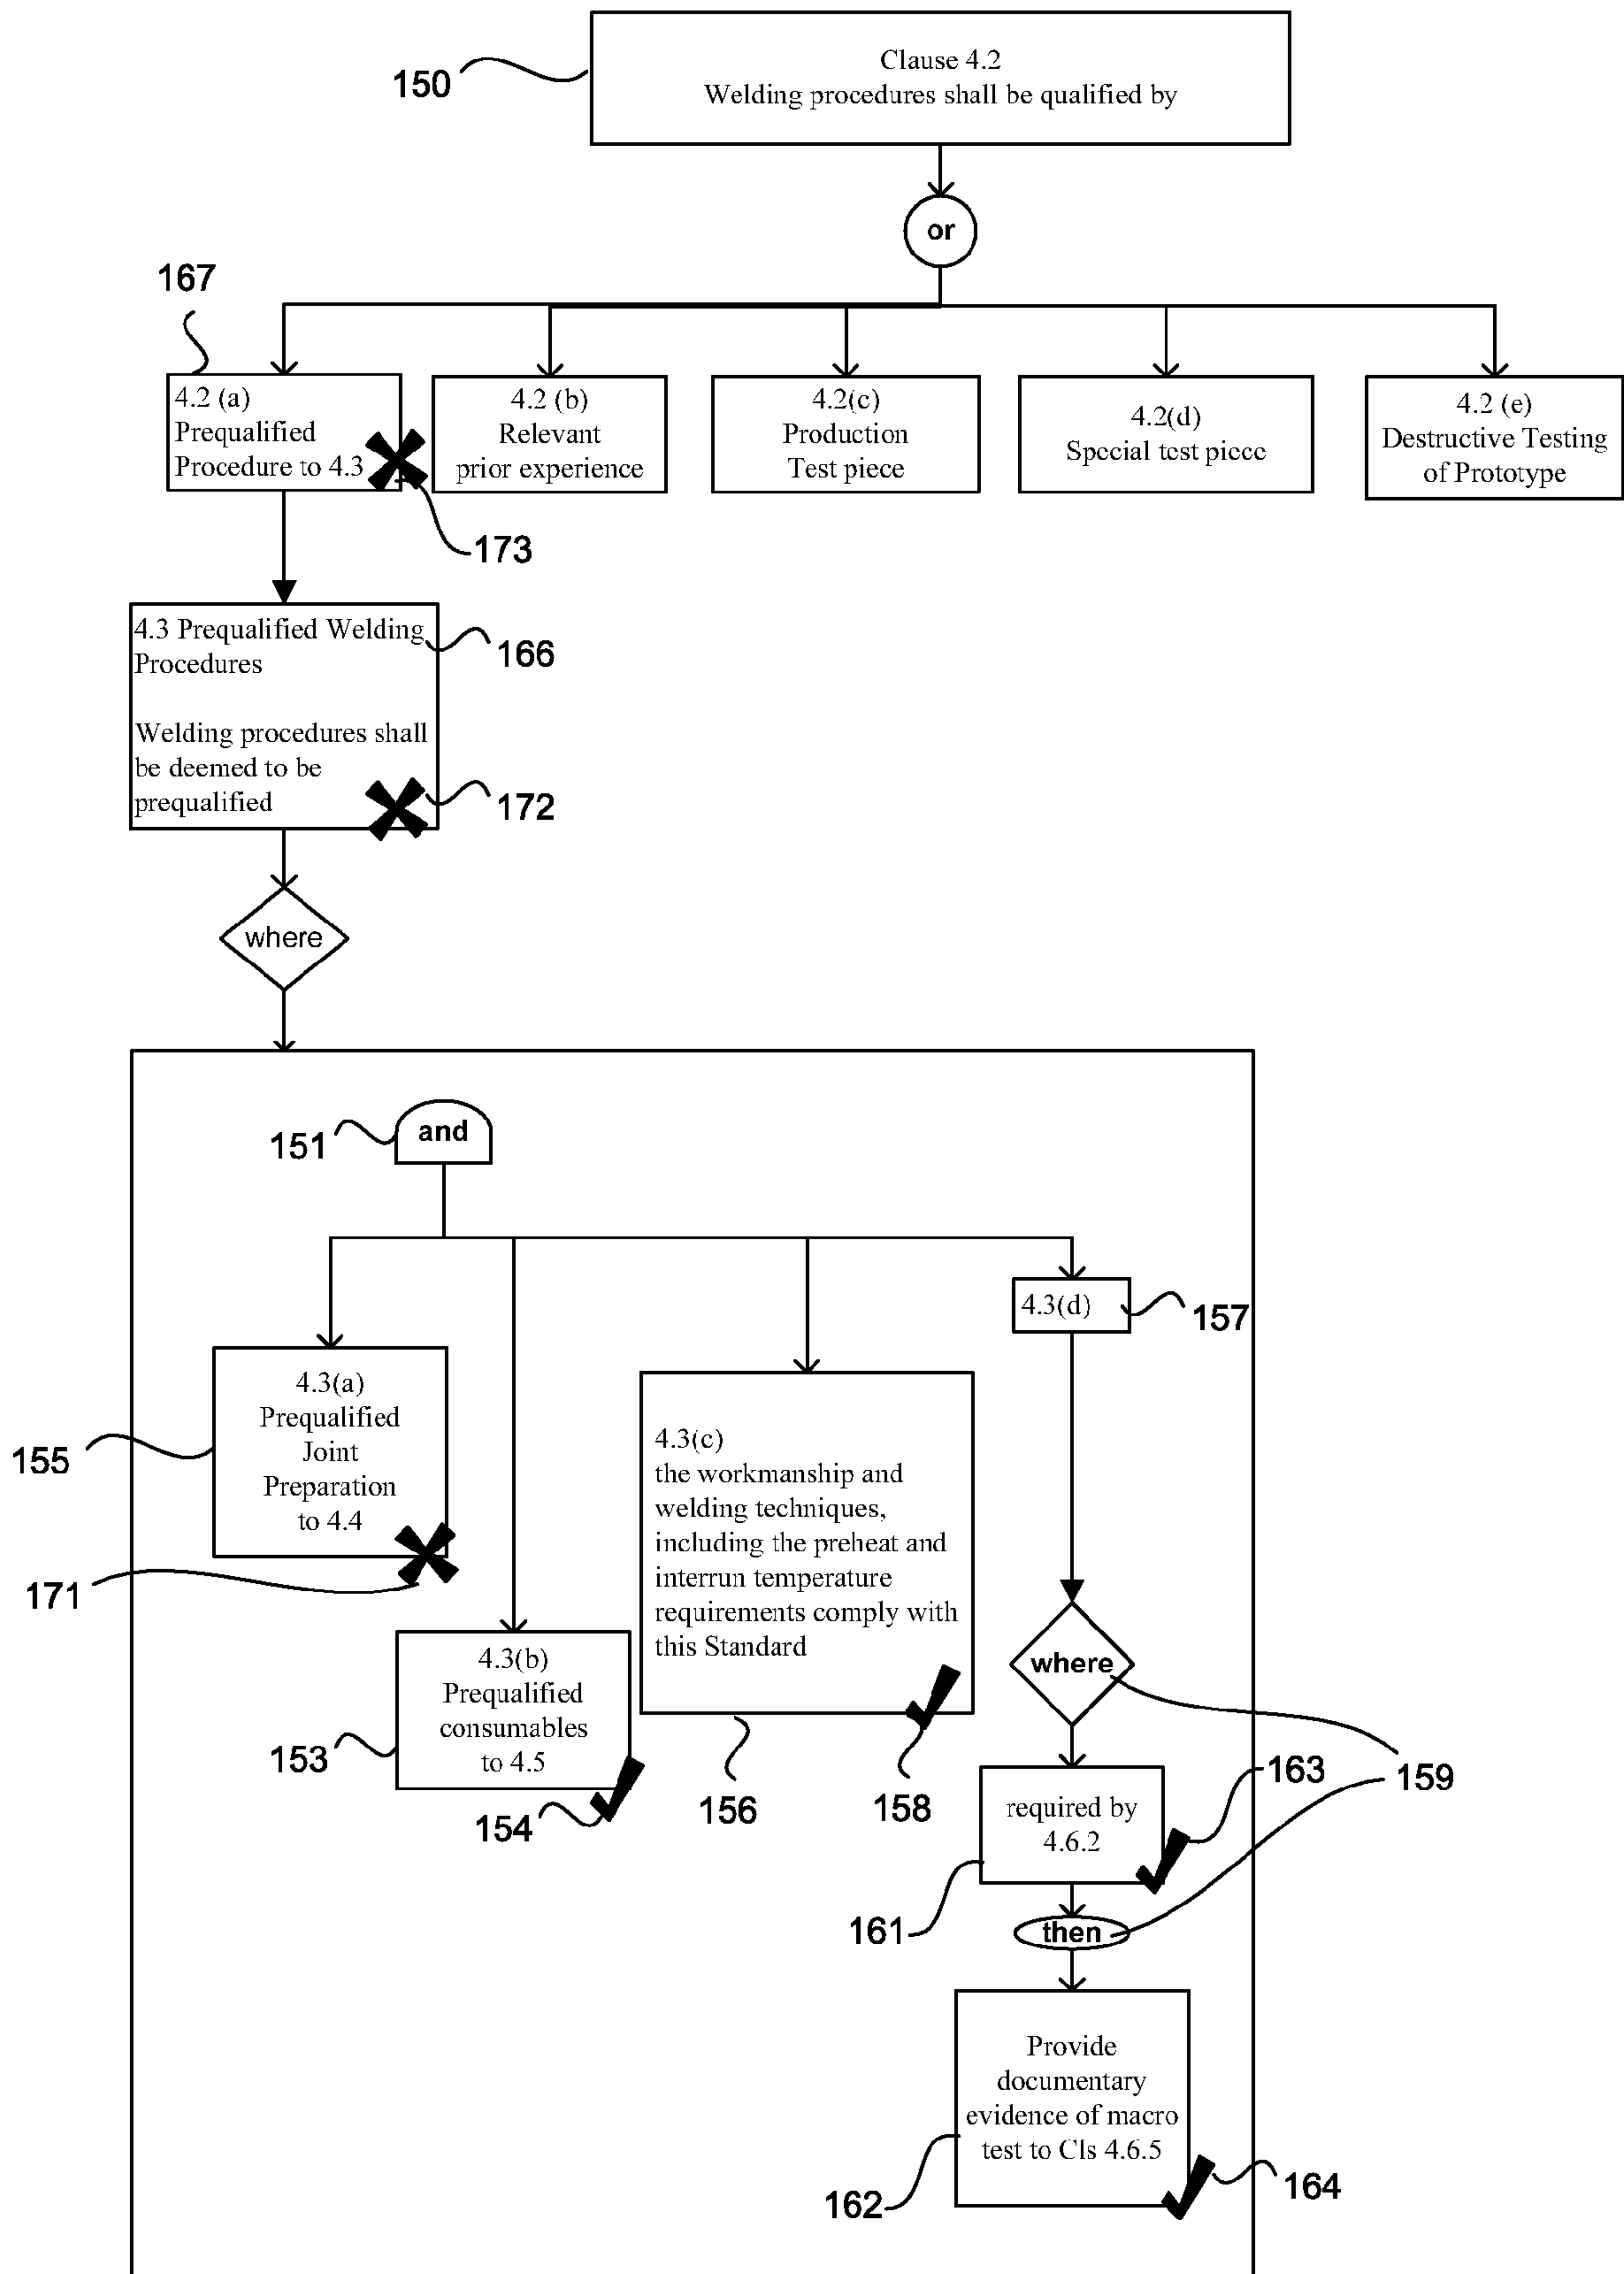 Clause 4.2
Welding procedures shall be qualified by
150
or
167
4.2 (a)
Prequalified
Procedure to 4.3
4.2 (b)
Relevant
prior experience
4.2(c)
Production
Test piece
4.2(d)
Special test piece
4.2 (e)
Destructive Testing
of Prototype
173
4.3 Prequalified Welding
Procedures
Welding procedures shall
be deemed to be
prequalified
166
172
where
and
151
4.3(d)
157
4.3(a)
Prequalified
Joint
Preparation
to 4.4
155
171
4.3(c)
the workmanship and
welding techniques,
including the preheat and
interrun temperature
requirements comply with
this Standard
4.3(b)
Prequalified
consumables
to 4.5
153
154
156
158
where
159
required by
4.6.2
163
161
then
Provide
documentary
evidence of macro
test to Cls 4.6.5
162
164